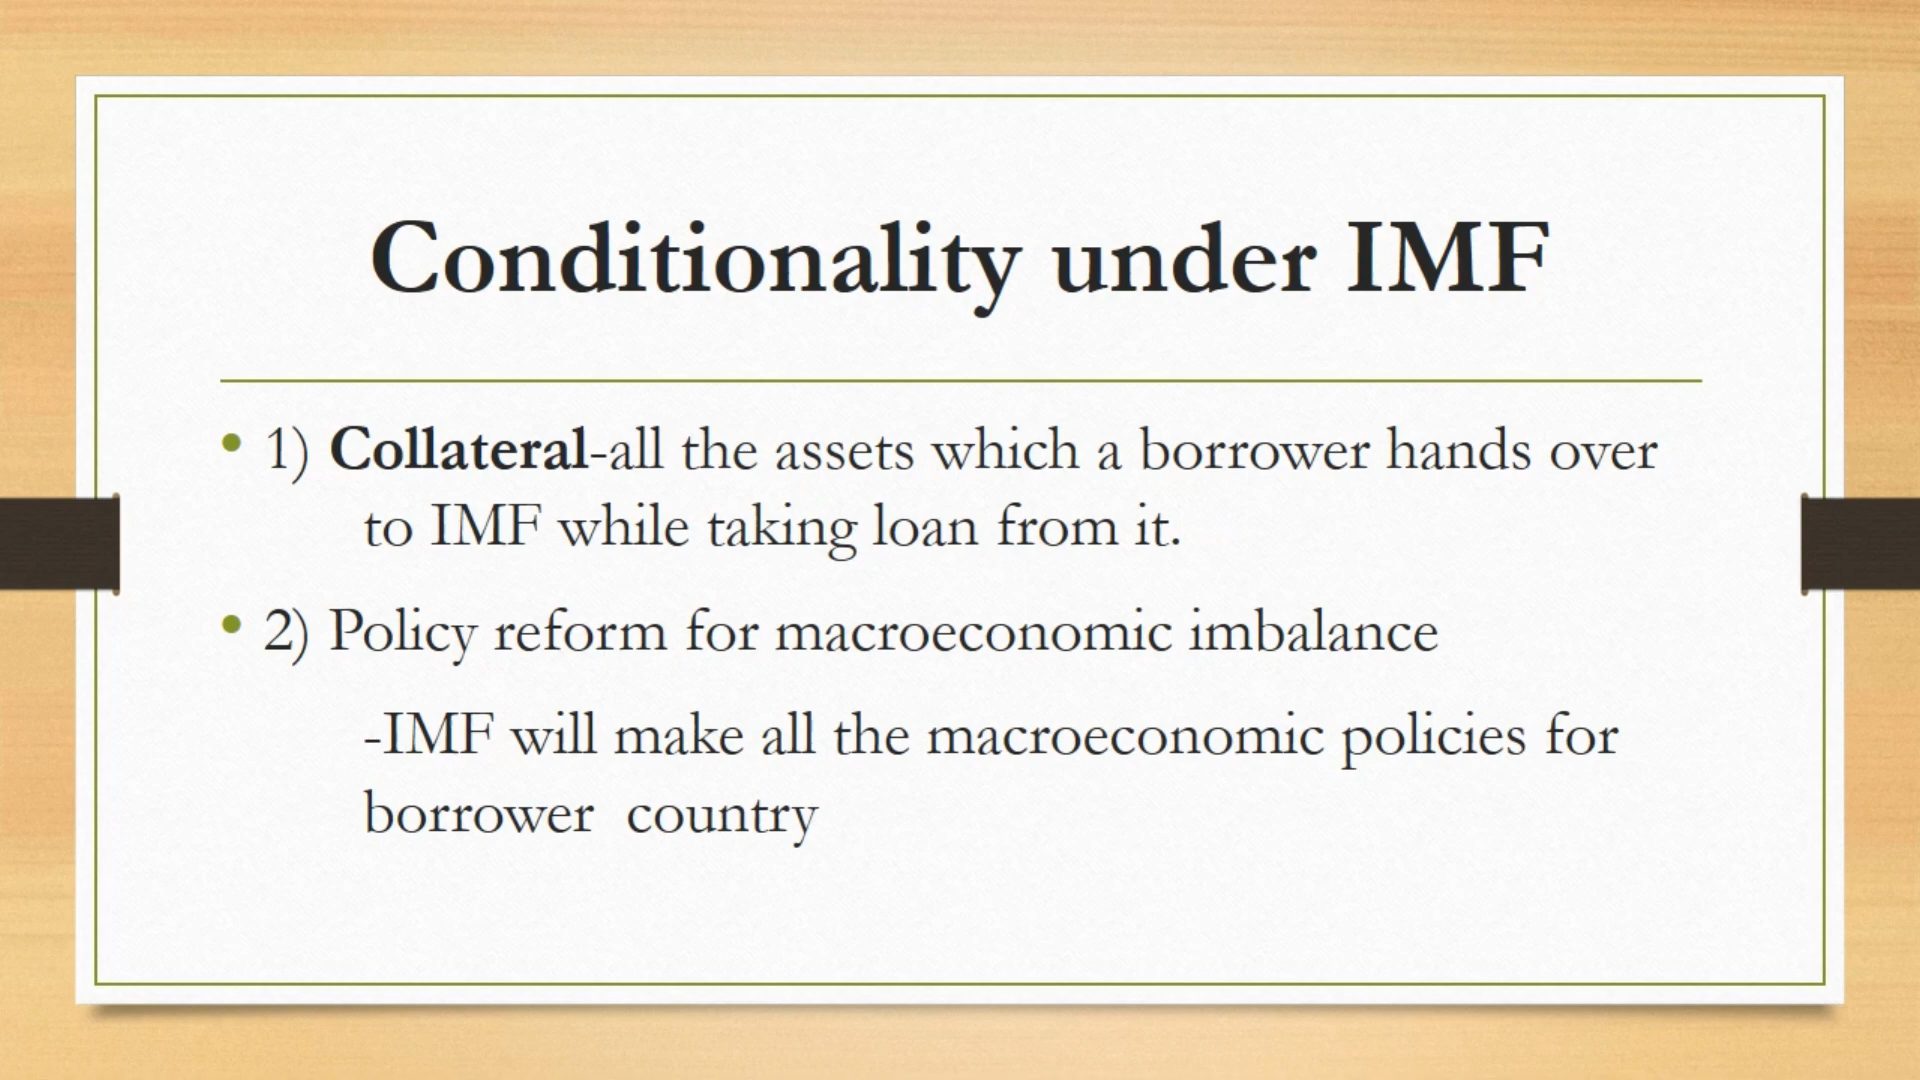 Conditionality under IMF
• 1) Collateral-all the assets which a borrower hands over
to IMF while taking loan from it.
• 2) Policy reform for macroeconomic imbalance
-IMF will make all the macroeconomic policies for
borrower  country